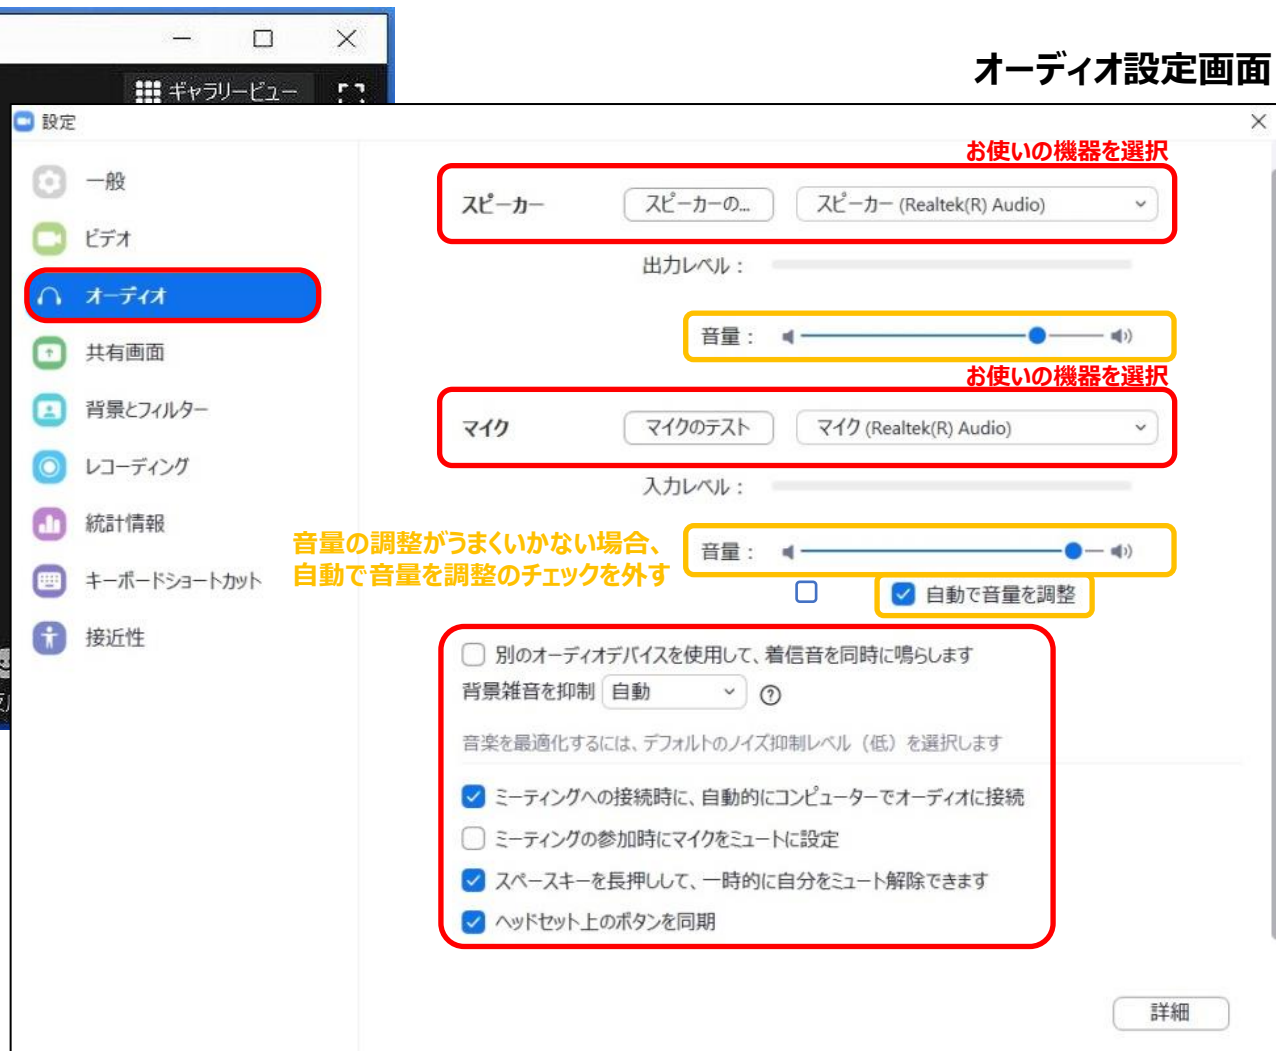 オーディオ設定画面
ギャラリービュー
設定
お使いの機器を選択
一般
スピーカー スピーカーの... スピーカー (Realtek(R) Audio)
ビデオ
出力レベル：
オーディオ
音量：
共有画面
お使いの機器を選択
背景とフィルター
マイク マイクのテスト マイク (Realtek(R) Audio)
レコーディング
入力レベル：
統計情報
音量の調整がうまくいかない場合、
自動で音量を調整のチェックを外す
音量：
キーボードショートカット
自動で音量を調整
接近性
別のオーディオデバイスを使用して、着信音を同時に鳴らします
背景雑音を抑制 自動
音楽を最適化するには、デフォルトのノイズ抑制レベル（低）を選択します
ミーティングへの接続時に、自動的にコンピューターでオーディオに接続
ミーティングの参加時にマイクをミュートに設定
スペースキーを長押しして、一時的に自分をミュート解除できます
ヘッドセット上のボタンを同期
詳細